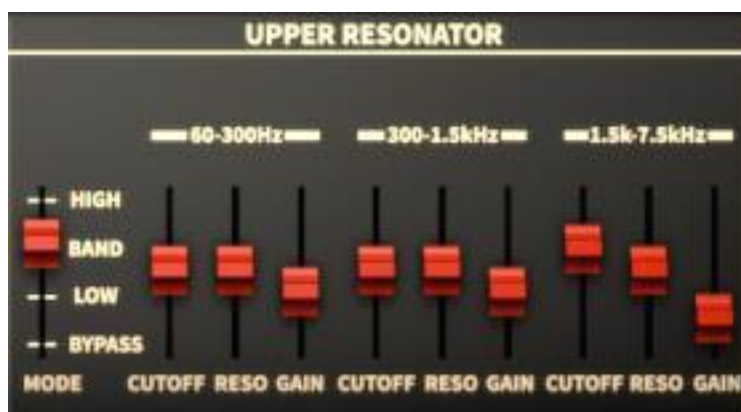 UPPER RESONATOR
60-300Hz 300-1.5kHz 1.5k-7.5kHz
HIGH
BAND
LOW
BYPASS
MODE CUTOFF RESO GAIN CUTOFF RESO GAIN CUTOFF RESO GAIN